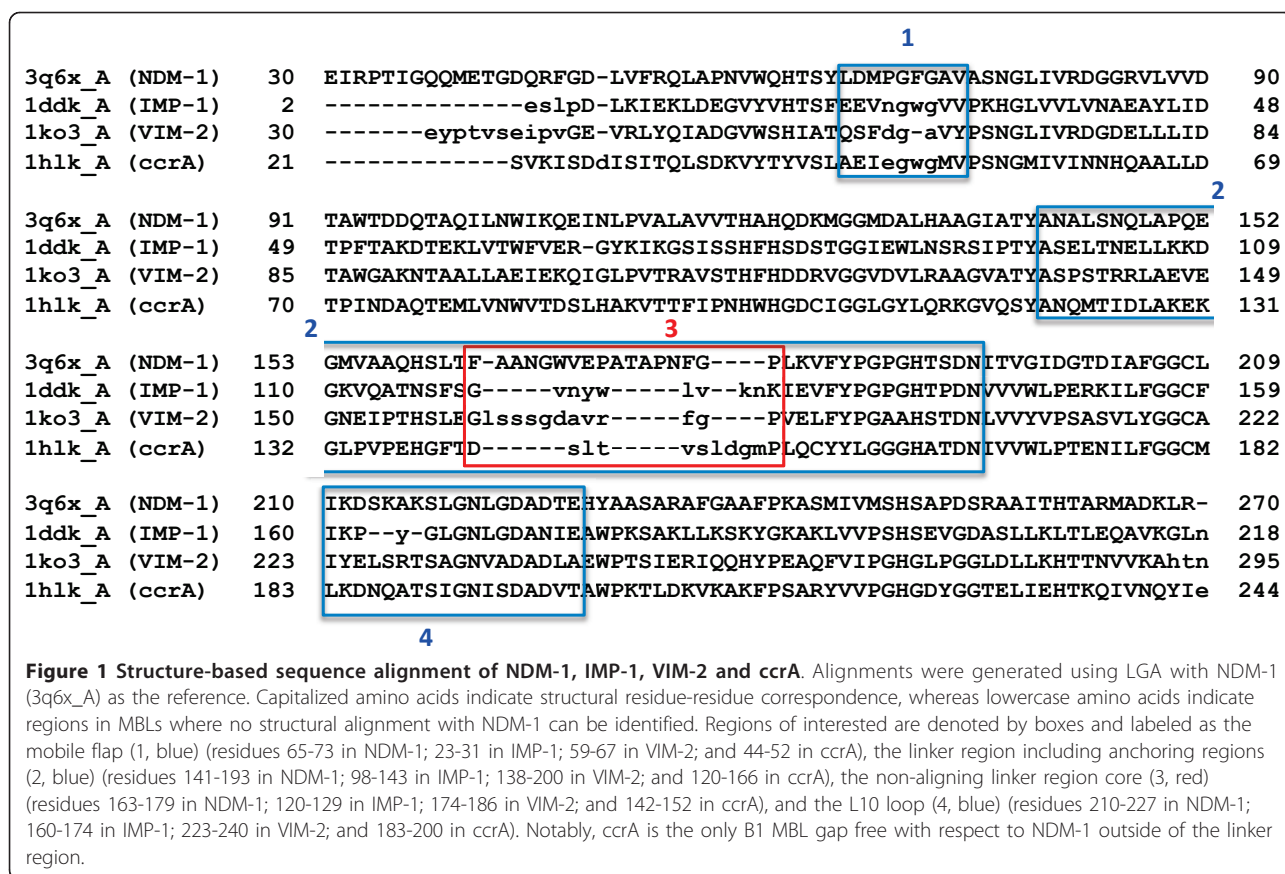 1
3q6x_A (NDM-1) 30 EIRPTIGQQMETGDQRFGD-LVFRQLAPNVWQHTSYLDMPGFGAVASNGLIVRDGGRVLVVD 90
1ddk_A (IMP-1) 2 ---------------eslpD-LKIEKLDEGVYVHTSFEEVngwgVVPKHGLVVLVNAEAYLID 48
1ko3_A (VIM-2) 30 -------eyptvseipvGE-VRLYQIADGVWSHIATQSFdg-aVYPSNGLIVRDGDELLLID 84
1hlk_A (ccrA) 21 --------------SVKISDdISITQLSDKVYTYVSLAEIegwgMVPSNGMIVINNHQAALLD 69
2
3q6x_A (NDM-1) 91 TAWTDDQTAQILNWIKQEINLPVALAVVTHAHQDKMGGMDALHAAGIATYANALSNQLAPQE 152
1ddk_A (IMP-1) 49 TPFTAKDTEKLVTWFVER-GYKIKGSISSHFHSDSTGGIEWLNSRSIPTYASELTNELLKKD 109
1ko3_A (VIM-2) 85 TAWGAKNTAALLAEIEKQIGLPVTRAVSTHFHDDRVGGVDVLRAAGVATYASPSTRRLAEVE 149
1hlk_A (ccrA) 70 TPINDAQTEMLVNWVTDSLHAKVTTFIPNHWHGDCIGGLGYLQRKGVQSYANQMTIDLAKEK 131
2 3
3q6x_A (NDM-1) 153 GMVAAQHSLTF-AANGWVEPATAPNFG----PLKVFYPGPGHTSDNITVGIDGTDIAFGGCL 209
1ddk_A (IMP-1) 110 GKVQATNSFSG-----vnyw-----lv--knKIEVFYPGPGHTPDNVVVWLPERKILFGGCF 159
1ko3_A (VIM-2) 150 GNEIPTHSLEGlsssgdavr-----fg----PVELFYPGAAHSTDNLVVYVPSASVLYGGCA 222
1hlk_A (ccrA) 132 GLPVPEHGFTD------slt-----vsldgmPLQCYYLGGGHATDNIVVWLPTENILFGGCM 182
3q6x_A (NDM-1) 210 IKDSKAKSLGNLGDADTEHYAASARAFGAAFPKASMIVMSHSAPDSRAAITHTARMADKLR- 270
1ddk_A (IMP-1) 160 IKP--y-GLGNLGDANIEAWPKSAKLLKSKYGKAKLVVPSHSEVGDASLLKLTLEQAVKGLn 218
1ko3_A (VIM-2) 223 IYELSRTSAGNVADADLAEWPTSIERIQQHYPEAQFVIPGHGLPGGLDLLKHTTNVVKAhtn 295
1hlk_A (ccrA) 183 LKDNQATSIGNISDADVTAWPKTLDKVKAKFPSARYVVPGHGDYGGTELIEHTKQIVNQYIe 244
4
Figure 1 Structure-based sequence alignment of NDM-1, IMP-1, VIM-2 and ccrA. Alignments were generated using LGA with NDM-1
(3q6x_A) as the reference. Capitalized amino acids indicate structural residue-residue correspondence, whereas lowercase amino acids indicate
regions in MBLs where no structural alignment with NDM-1 can be identified. Regions of interested are denoted by boxes and labeled as the
mobile flap (1, blue) (residues 65-73 in NDM-1; 23-31 in IMP-1; 59-67 in VIM-2; and 44-52 in ccrA), the linker region including anchoring regions
(2, blue) (residues 141-193 in NDM-1; 98-143 in IMP-1; 138-200 in VIM-2; and 120-166 in ccrA), the non-aligning linker region core (3, red)
(residues 163-179 in NDM-1; 120-129 in IMP-1; 174-186 in VIM-2; and 142-152 in ccrA), and the L10 loop (4, blue) (residues 210-227 in NDM-1;
160-174 in IMP-1; 223-240 in VIM-2; and 183-200 in ccrA). Notably, ccrA is the only B1 MBL gap free with respect to NDM-1 outside of the linker
region.